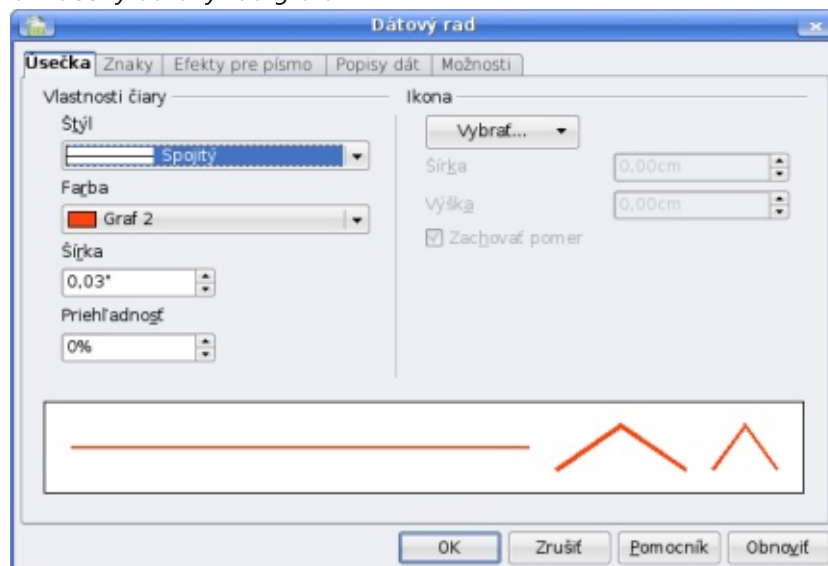 Dátový rad
Úsečka Znaky Efekty pre písmo Popisy dát Možnosti
Vlastnosti čiary
Štýl
Spojitý
Farba
Graf 2
Šírka
0,03"
Priehľadnosť
0%
Ikona
Vybrať...
Šírka
0,00cm
Výška
0,00cm
Zachovať pomer
OK Zrušiť Pomocník Obnoviť